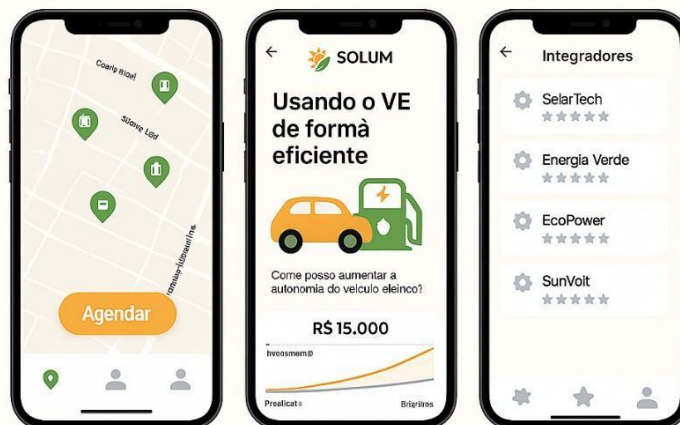 Agendar
SOLUM
Usando o VE
de formà
eficiente
Come posso aumentar a
autonomia do veículo eleinco?
R$ 15.000
Integradores
SelarTech
Energia Verde
EcoPower
SunVoit